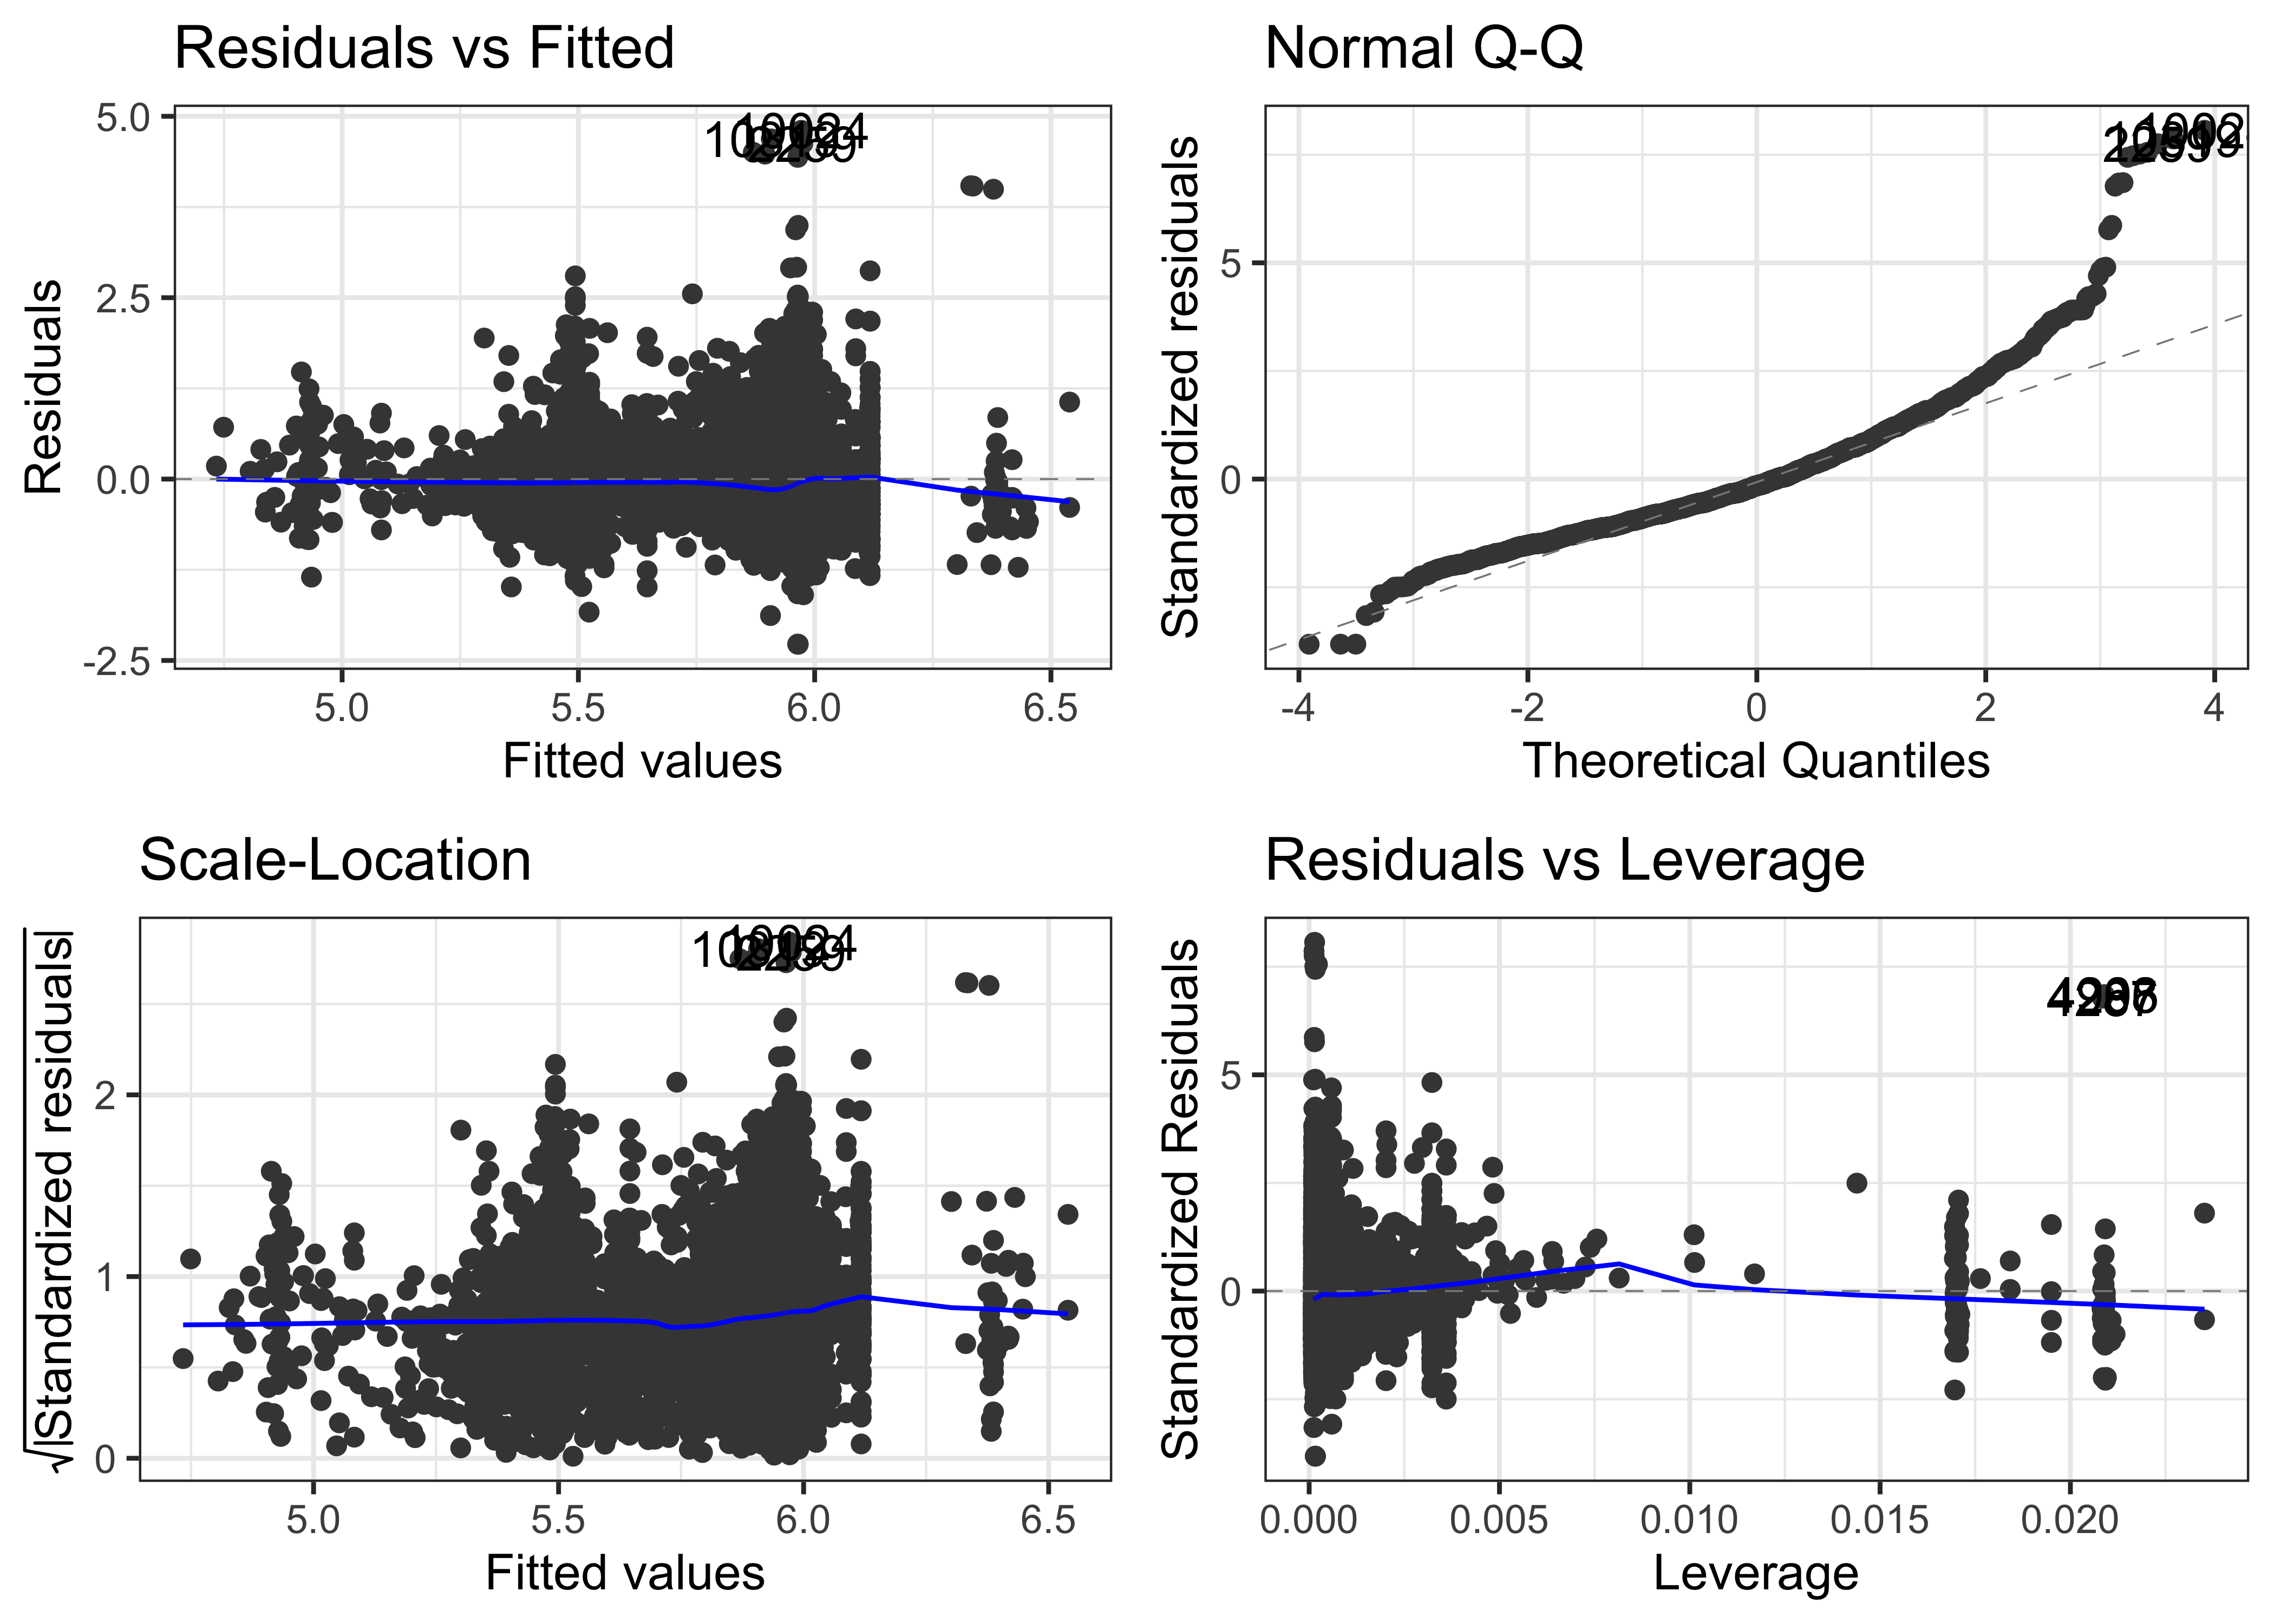 Residuals vs Fitted
5.0
2.5
0.0
-2.5
Residuals
5.0 5.5 6.0 6.5
Fitted values
Normal Q-Q
5
0
Standardized residuals
-4 -2 0 2 4
Theoretical Quantiles
Scale-Location
2
1
0
√|Standardized residuals|
5.0 5.5 6.0 6.5
Fitted values
Residuals vs Leverage
5
0
Standardized Residuals
0.000 0.005 0.010 0.015 0.020
Leverage